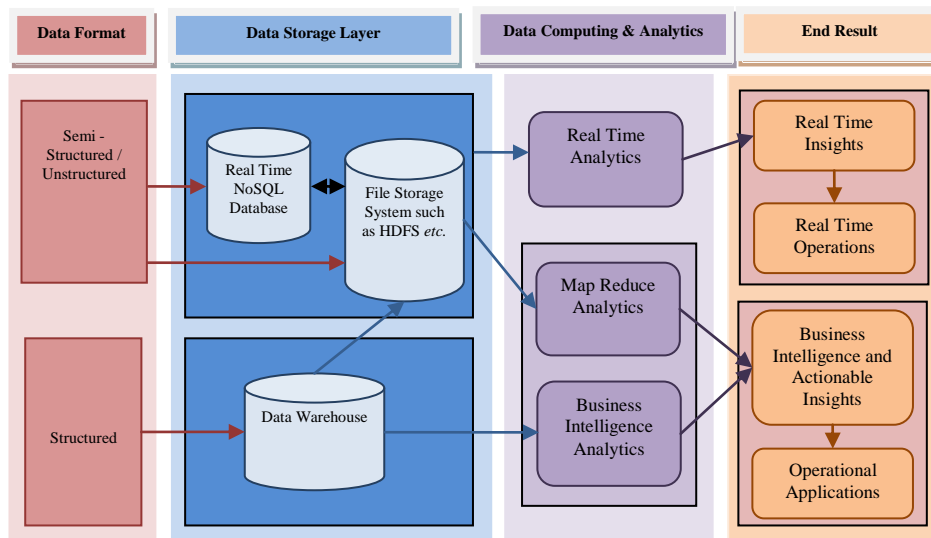 Data Format
Data Storage Layer
Data Computing & Analytics
End Result
Semi -
Structured /
Unstructured
Real Time
NoSQL
Database
File Storage
System such
as HDFS etc.
Real Time
Analytics
Real Time
Insights
Real Time
Operations
Map Reduce
Analytics
Business
Intelligence and
Actionable
Insights
Structured
Data Warehouse
Business
Intelligence
Analytics
Operational
Applications